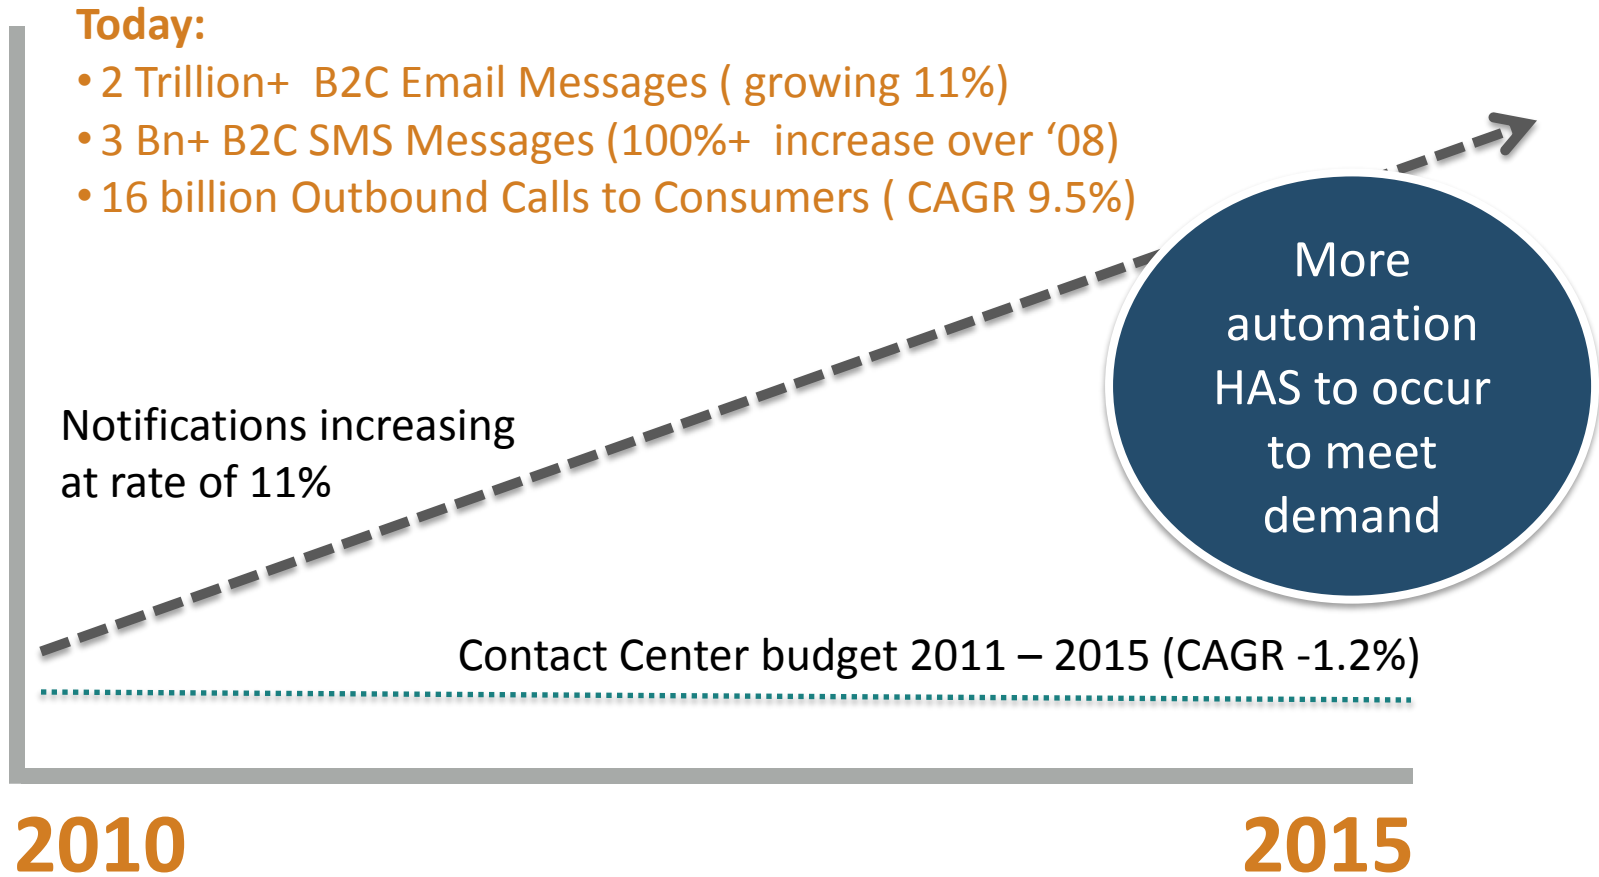 Today:
• 2 Trillion+ B2C Email Messages ( growing 11%)
• 3 Bn+ B2C SMS Messages (100%+ increase over ‘08)
• 16 billion Outbound Calls to Consumers ( CAGR 9.5%)
More
automation
HAS to occur
to meet
demand
Notifications increasing
at rate of 11%
Contact Center budget 2011 – 2015 (CAGR -1.2%)
2010
2015